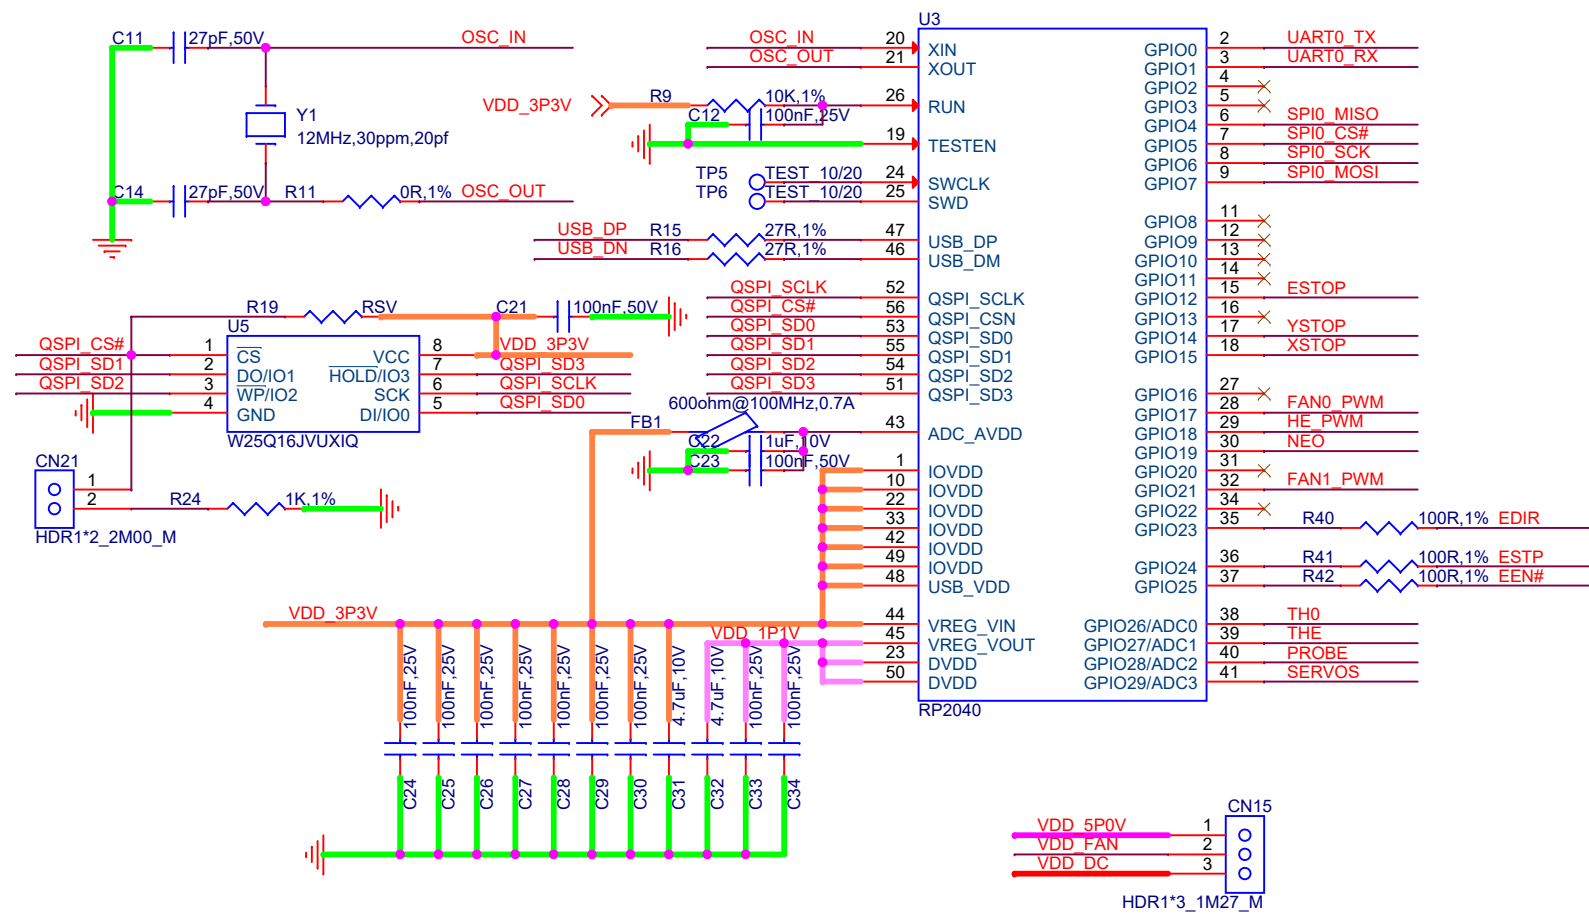 C11 27pF,50V OSC_IN
Y1
12MHz,30ppm,20pf
C14 27pF,50V R11 0R,1% OSC_OUT
U3
OSC_IN 20 XIN
OSC_OUT 21 XOUT
VDD_3P3V R9 10K,1% 26 RUN
C12 100nF,25V
19 TESTEN
TP5 TEST_10/20 24 SWCLK
TP6 TEST_10/20 25 SWD
USB_DP R15 27R,1% 47 USB_DP
USB_DN R16 27R,1% 46 USB_DM
QSPI_SCLK 52 QSPI_SCLK
QSPI_CS# 56 QSPI_CSN
QSPI_SD0 53 QSPI_SD0
QSPI_SD1 55 QSPI_SD1
QSPI_SD2 54 QSPI_SD2
QSPI_SD3 51 QSPI_SD3
600ohm@100MHz,0.7A
FB1 43 ADC_AVDD
C22 1uF,10V
C23 100nF,50V
1 IOVDD
10 IOVDD
22 IOVDD
33 IOVDD
42 IOVDD
49 IOVDD
48 USB_VDD
44 VREG_VIN
VDD_1P1V 45 VREG_VOUT
23 DVDD
50 DVDD
RP2040
GPIO0 2 UART0_TX
GPIO1 3 UART0_RX
GPIO2 4
GPIO3 5
GPIO4 6 SPI0_MISO
GPIO5 7 SPI0_CS#
GPIO6 8 SPI0_SCK
GPIO7 9 SPI0_MOSI
GPIO8 11
GPIO9 12
GPIO10 13
GPIO11 14
GPIO12 15 ESTOP
GPIO13 16
GPIO14 17 YSTOP
GPIO15 18 XSTOP
GPIO16 27
GPIO17 28 FAN0_PWM
GPIO18 29 HE_PWM
GPIO19 30 NEO
GPIO20 31
GPIO21 32 FAN1_PWM
GPIO22 34
GPIO23 35 R40 100R,1% EDIR
GPIO24 36 R41 100R,1% ESTP
GPIO25 37 R42 100R,1% EEN#
GPIO26/ADC0 38 TH0
GPIO27/ADC1 39 THE
GPIO28/ADC2 40 PROBE
GPIO29/ADC3 41 SERVOS
R19 RSV C21 100nF,50V
U5
QSPI_CS# 1 CS VCC 8 VDD_3P3V
QSPI_SD1 2 DO/IO1 HOLD/IO3 7 QSPI_SD3
QSPI_SD2 3 WP/IO2 SCK 6 QSPI_SCLK
4 GND DI/IO0 5 QSPI_SD0
W25Q16JVUXIQ
CN21
1
2 R24 1K,1%
HDR1*2_2M00_M
VDD_3P3V
100nF,25V 100nF,25V 100nF,25V 100nF,25V 100nF,25V 100nF,25V 100nF,25V 4.7uF,10V 4.7uF,10V 100nF,25V 100nF,25V
C24 C25 C26 C27 C28 C29 C30 C31 C32 C33 C34
CN15
VDD_5P0V 1
VDD_FAN 2
VDD_DC 3
HDR1*3_1M27_M